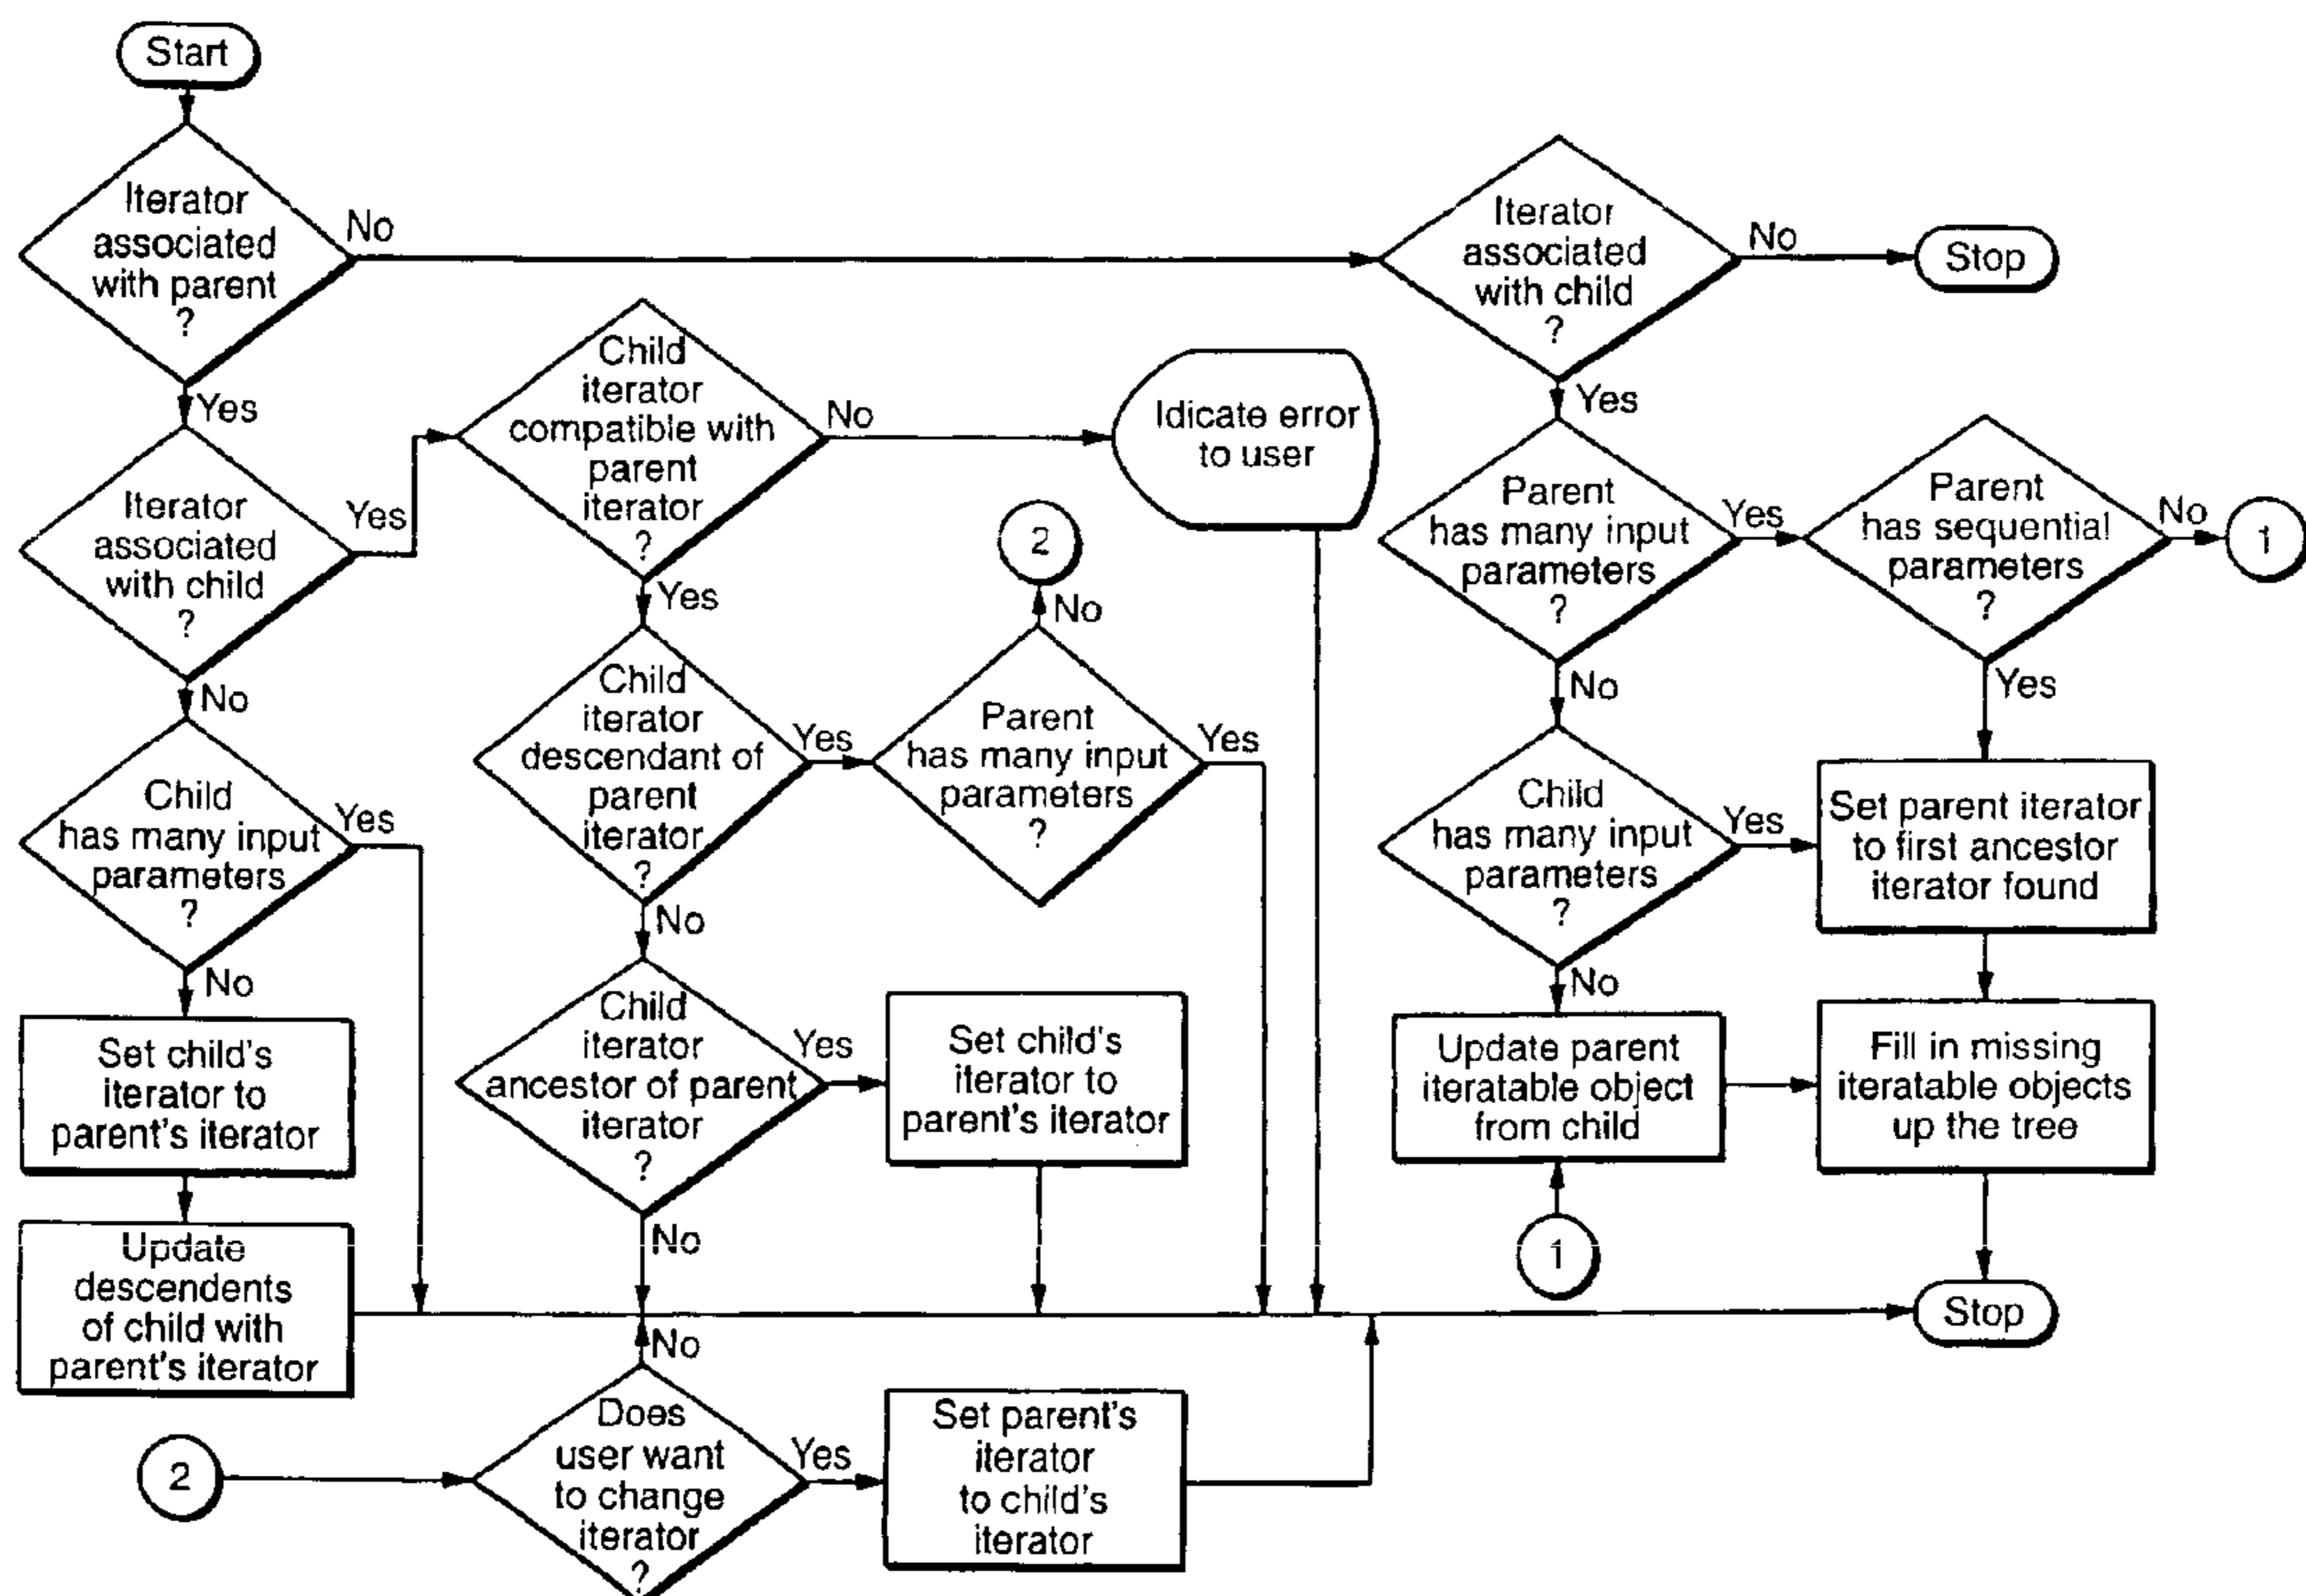 Start
Iterator
associated
with parent
?
No
Yes
Iterator
associated
with child
?
No
Stop
Yes
Child
iterator
compatible with
parent
iterator
?
No
Yes
Idicate error
to user
Iterator
associated
with child
?
Yes
No
Parent
has many input
parameters
?
Yes
No
Parent
has sequential
parameters
?
No
1
Yes
2
No
Child
iterator
descendant of
parent
iterator
?
Yes
No
Parent
has many input
parameters
?
Yes
Child
has many input
parameters
?
Yes
No
Child
has many input
parameters
?
Yes
No
Set parent iterator
to first ancestor
iterator found
Set child's
iterator to
parent's iterator
Child
iterator
ancestor of parent
iterator
?
Yes
No
Set child's
iterator to
parent's iterator
Update parent
iteratable object
from child
Fill in missing
iteratable objects
up the tree
1
Update
descendents
of child with
parent's iterator
Stop
No
2
Does
user want
to change
iterator
?
Yes
Set parent's
iterator
to child's
iterator